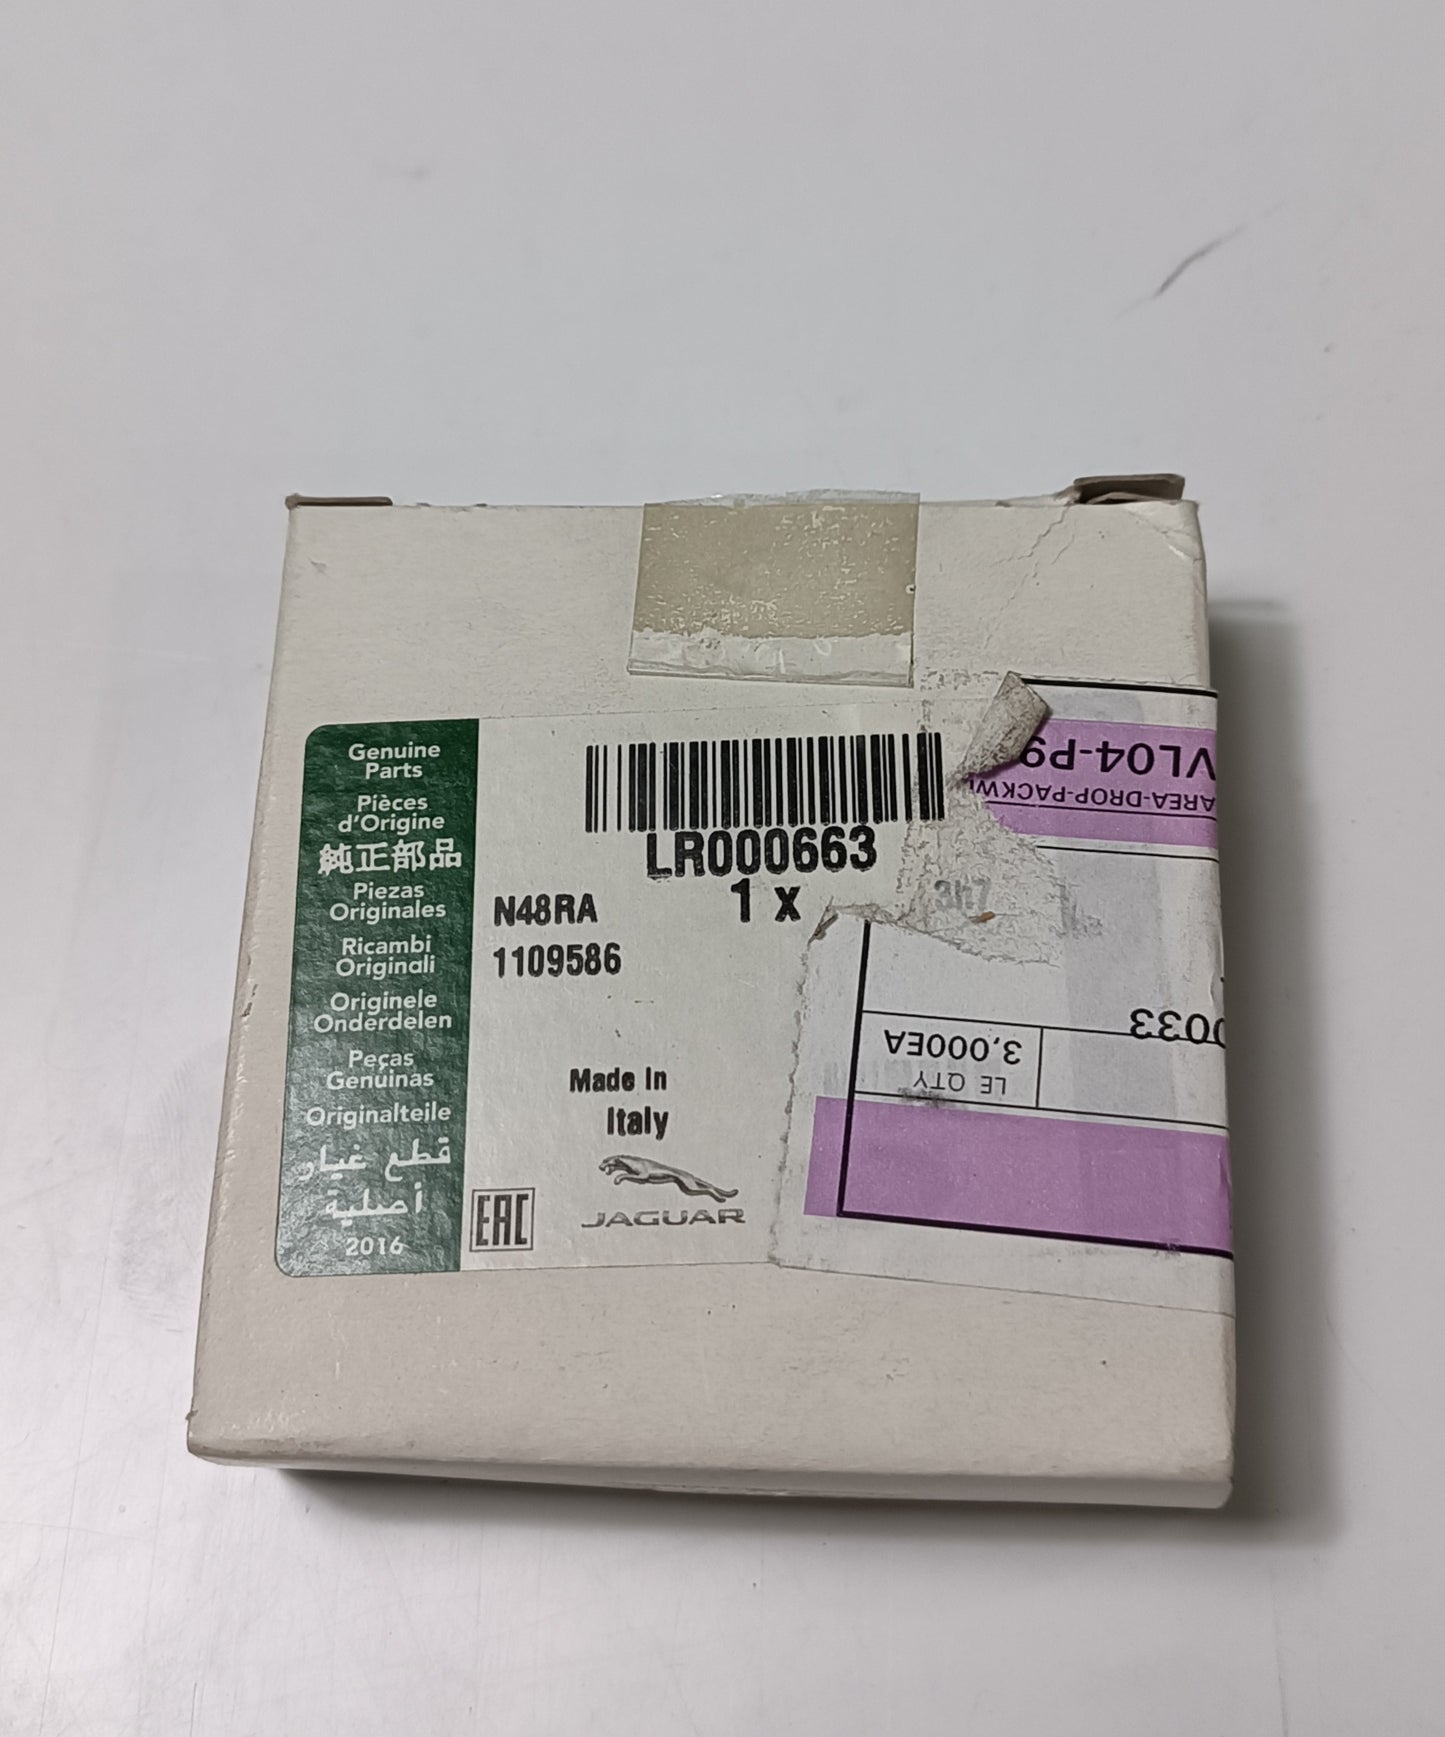 Genuine
Parts
Pièces
d'Origine
純正部品
Piezas
Originales
Ricambi
Originali
Originele
Onderdelen
Peças
Genuinas
Originalteile
قطع غيار
أصلية
2016
LR000663
1 x
N48RA
1109586
Made In
Italy
EAC
JAGUAR
VL04-P9
AREA-DROP-PACKW
0033
3,000EA
LE QTY